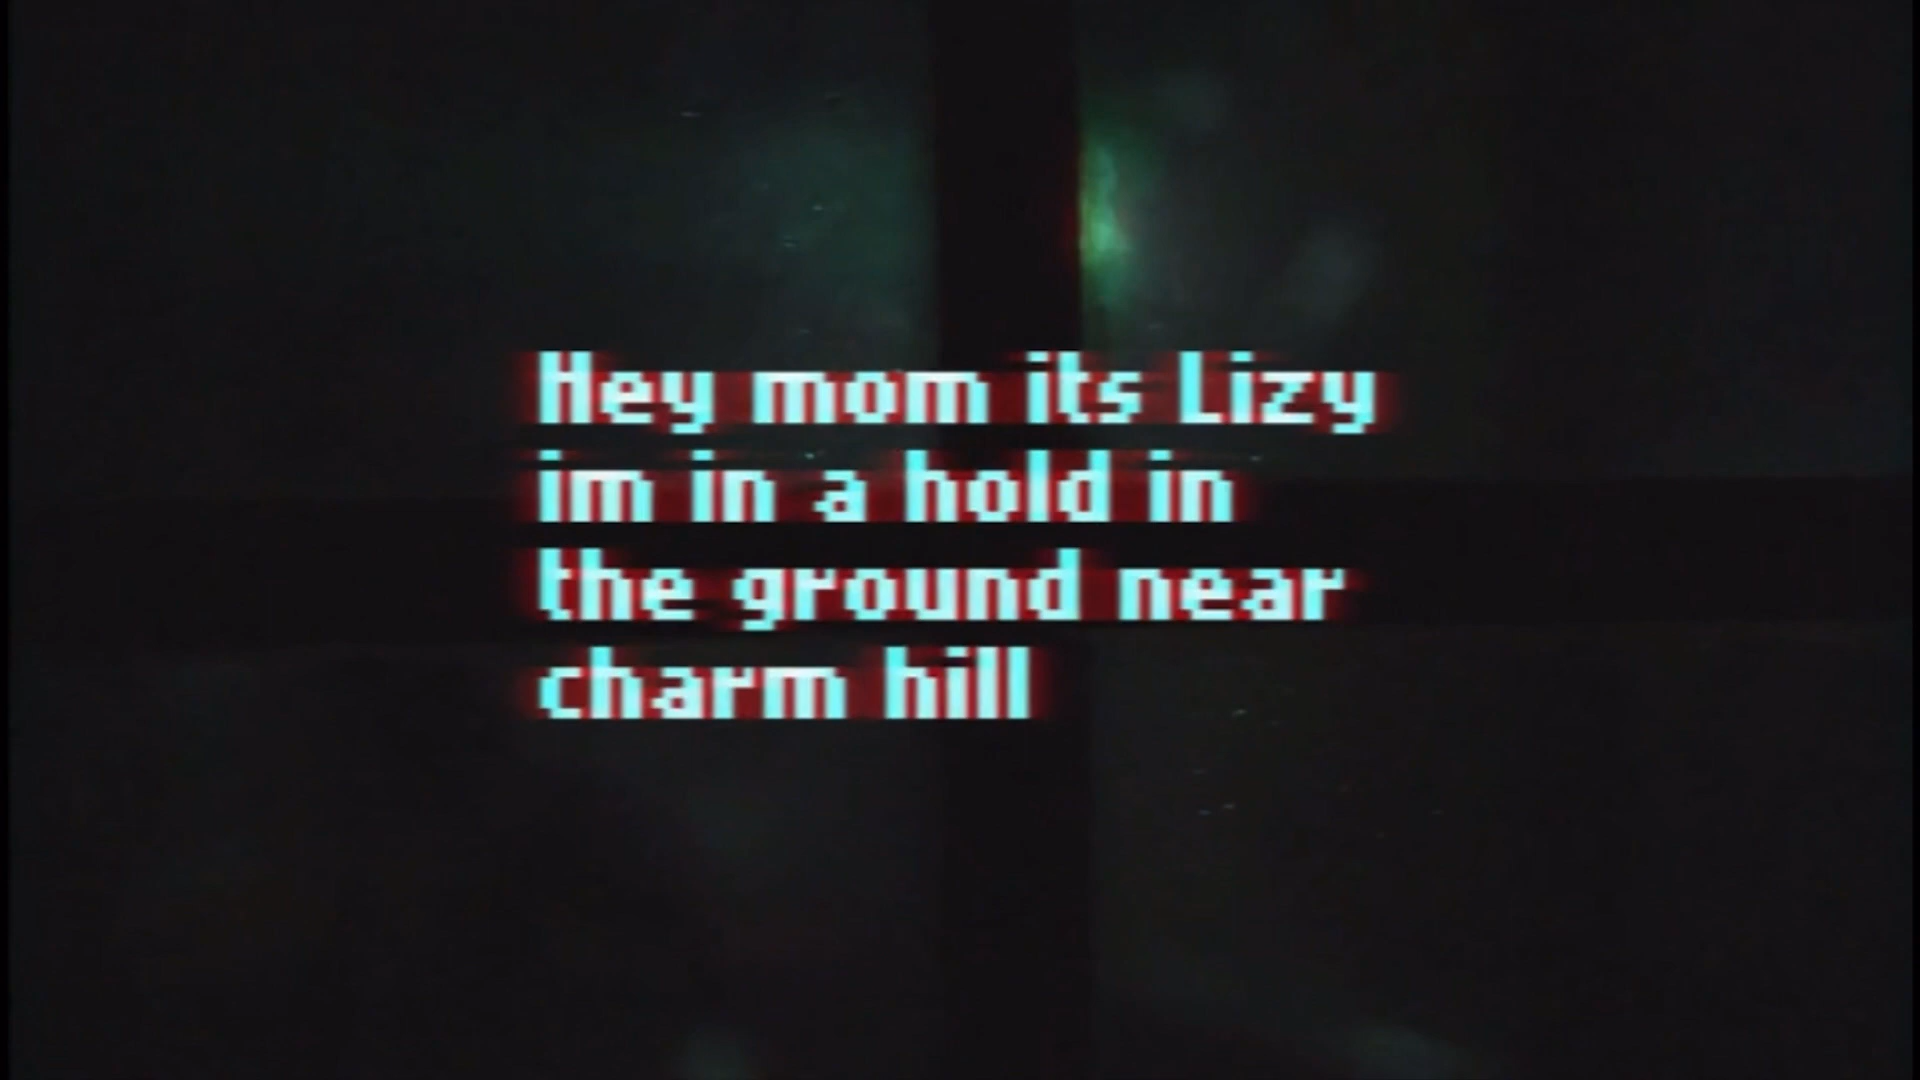 Hey mom its Lizy
im in a hold in
the ground near
charm hill